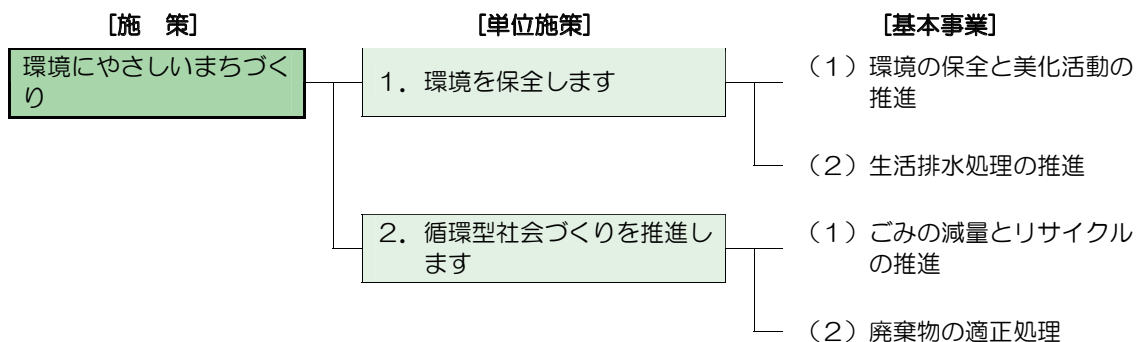 [施　策]
[単位施策]
[基本事業]
環境にやさしいまちづく
り
1．環境を保全します
（1）環境の保全と美化活動の
推進
（2）生活排水処理の推進
2．循環型社会づくりを推進し
ます
（1）ごみの減量とリサイクル
の推進
（2）廃棄物の適正処理